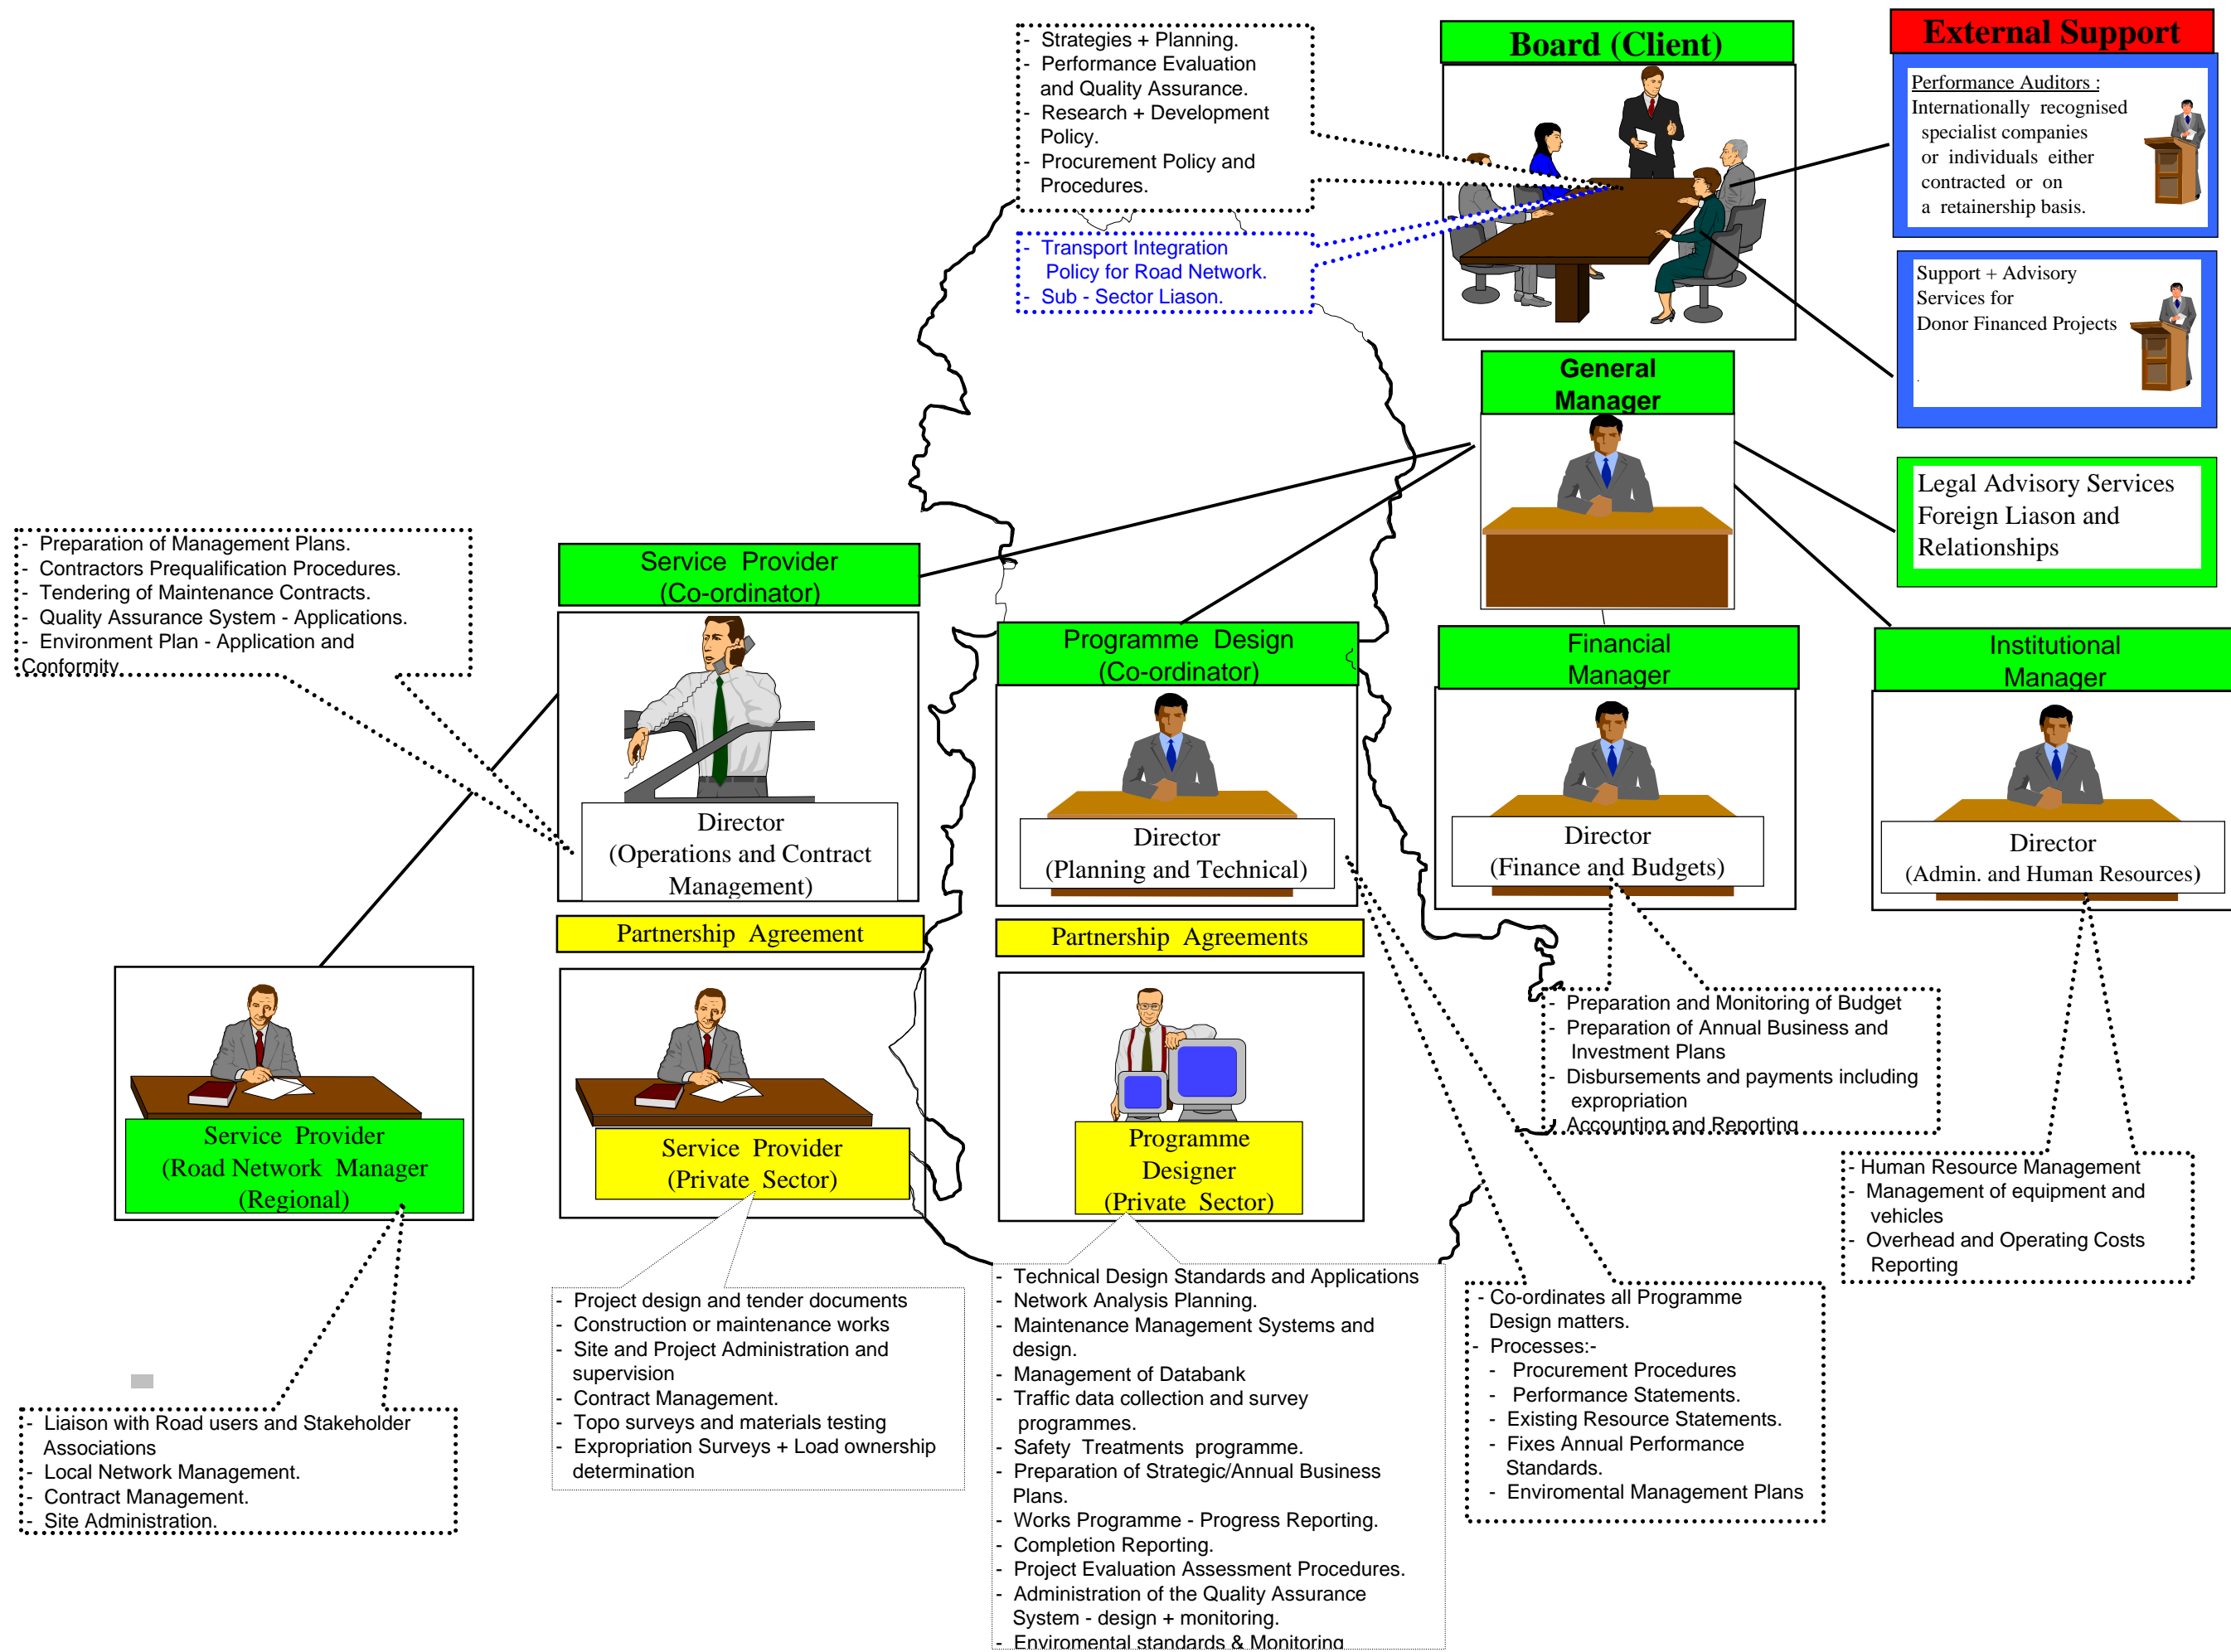 - Strategies + Planning.
- Performance Evaluation
and Quality Assurance.
- Research + Development
Policy.
- Procurement Policy and
Procedures.
- Transport Integration
Policy for Road Network.
- Sub - Sector Liason.
Board (Client)
External Support
Performance Auditors :
Internationally recognised
specialist companies
or individuals either
contracted or on
a retainership basis.
Support + Advisory
Services for
Donor Financed Projects
.
General
Manager
Legal Advisory Services
Foreign Liason and
Relationships
- Preparation of Management Plans.
- Contractors Prequalification Procedures.
- Tendering of Maintenance Contracts.
- Quality Assurance System - Applications.
- Environment Plan - Application and
Conformity
Service Provider
(Co-ordinator)
Director
(Operations and Contract
Management)
Programme Design
(Co-ordinator)
Director
(Planning and Technical)
Financial
Manager
Director
(Finance and Budgets)
Institutional
Manager
Director
(Admin. and Human Resources)
Partnership Agreement
Partnership Agreements
Service Provider
(Road Network Manager
(Regional)
Service Provider
(Private Sector)
Programme
Designer
(Private Sector)
- Preparation and Monitoring of Budget
- Preparation of Annual Business and
Investment Plans
- Disbursements and payments including
expropriation
- Accounting and Reporting
- Human Resource Management
- Management of equipment and
vehicles
- Overhead and Operating Costs
Reporting
- Liaison with Road users and Stakeholder
Associations
- Local Network Management.
- Contract Management.
- Site Administration.
- Project design and tender documents
- Construction or maintenance works
- Site and Project Administration and
supervision
- Contract Management.
- Topo surveys and materials testing
- Expropriation Surveys + Load ownership
determination
- Technical Design Standards and Applications
- Network Analysis Planning.
- Maintenance Management Systems and
design.
- Management of Databank
- Traffic data collection and survey
programmes.
- Safety Treatments programme.
- Preparation of Strategic/Annual Business
Plans.
- Works Programme - Progress Reporting.
- Completion Reporting.
- Project Evaluation Assessment Procedures.
- Administration of the Quality Assurance
System - design + monitoring.
- Enviromental standards & Monitoring
- Co-ordinates all Programme
Design matters.
- Processes:-
- Procurement Procedures
- Performance Statements.
- Existing Resource Statements.
- Fixes Annual Performance
Standards.
- Enviromental Management Plans